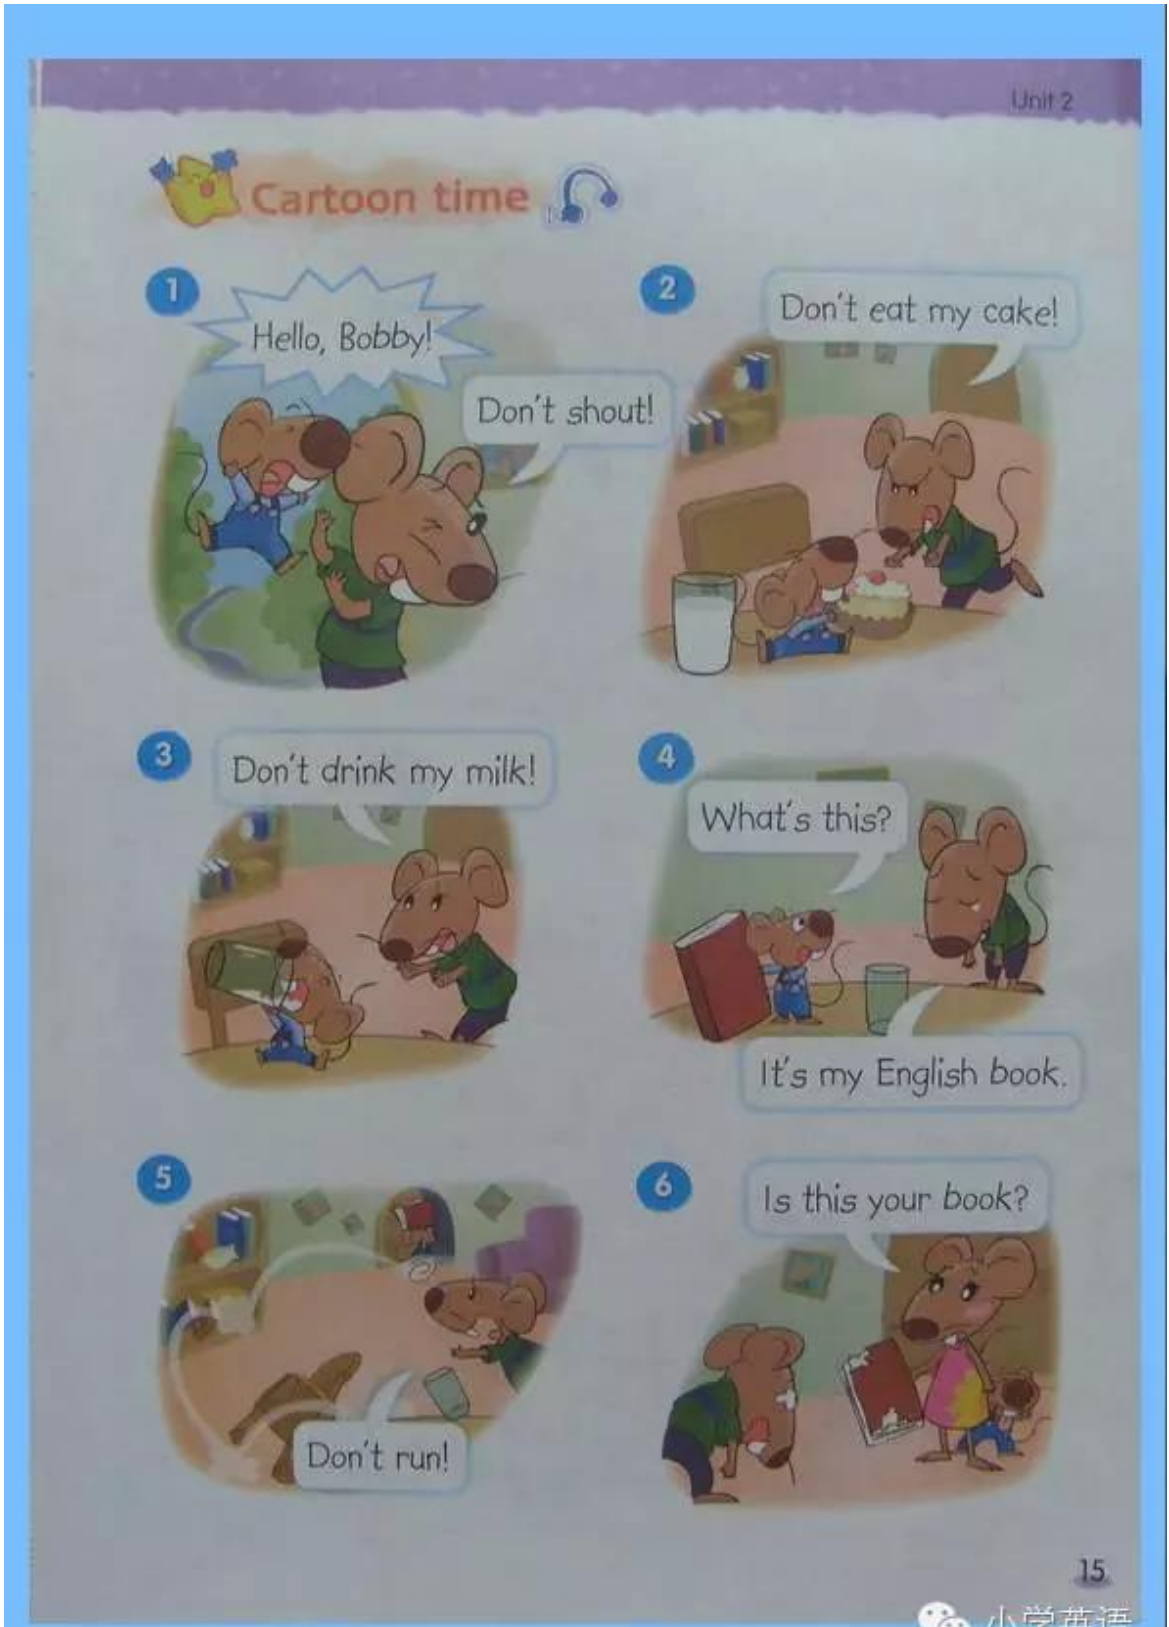 Unit 2
Cartoon time
1
Hello, Bobby!
Don't shout!
2
Don't eat my cake!
3
Don't drink my milk!
4
What's this?
It's my English book.
5
Don't run!
6
Is this your book?
15
小学英语